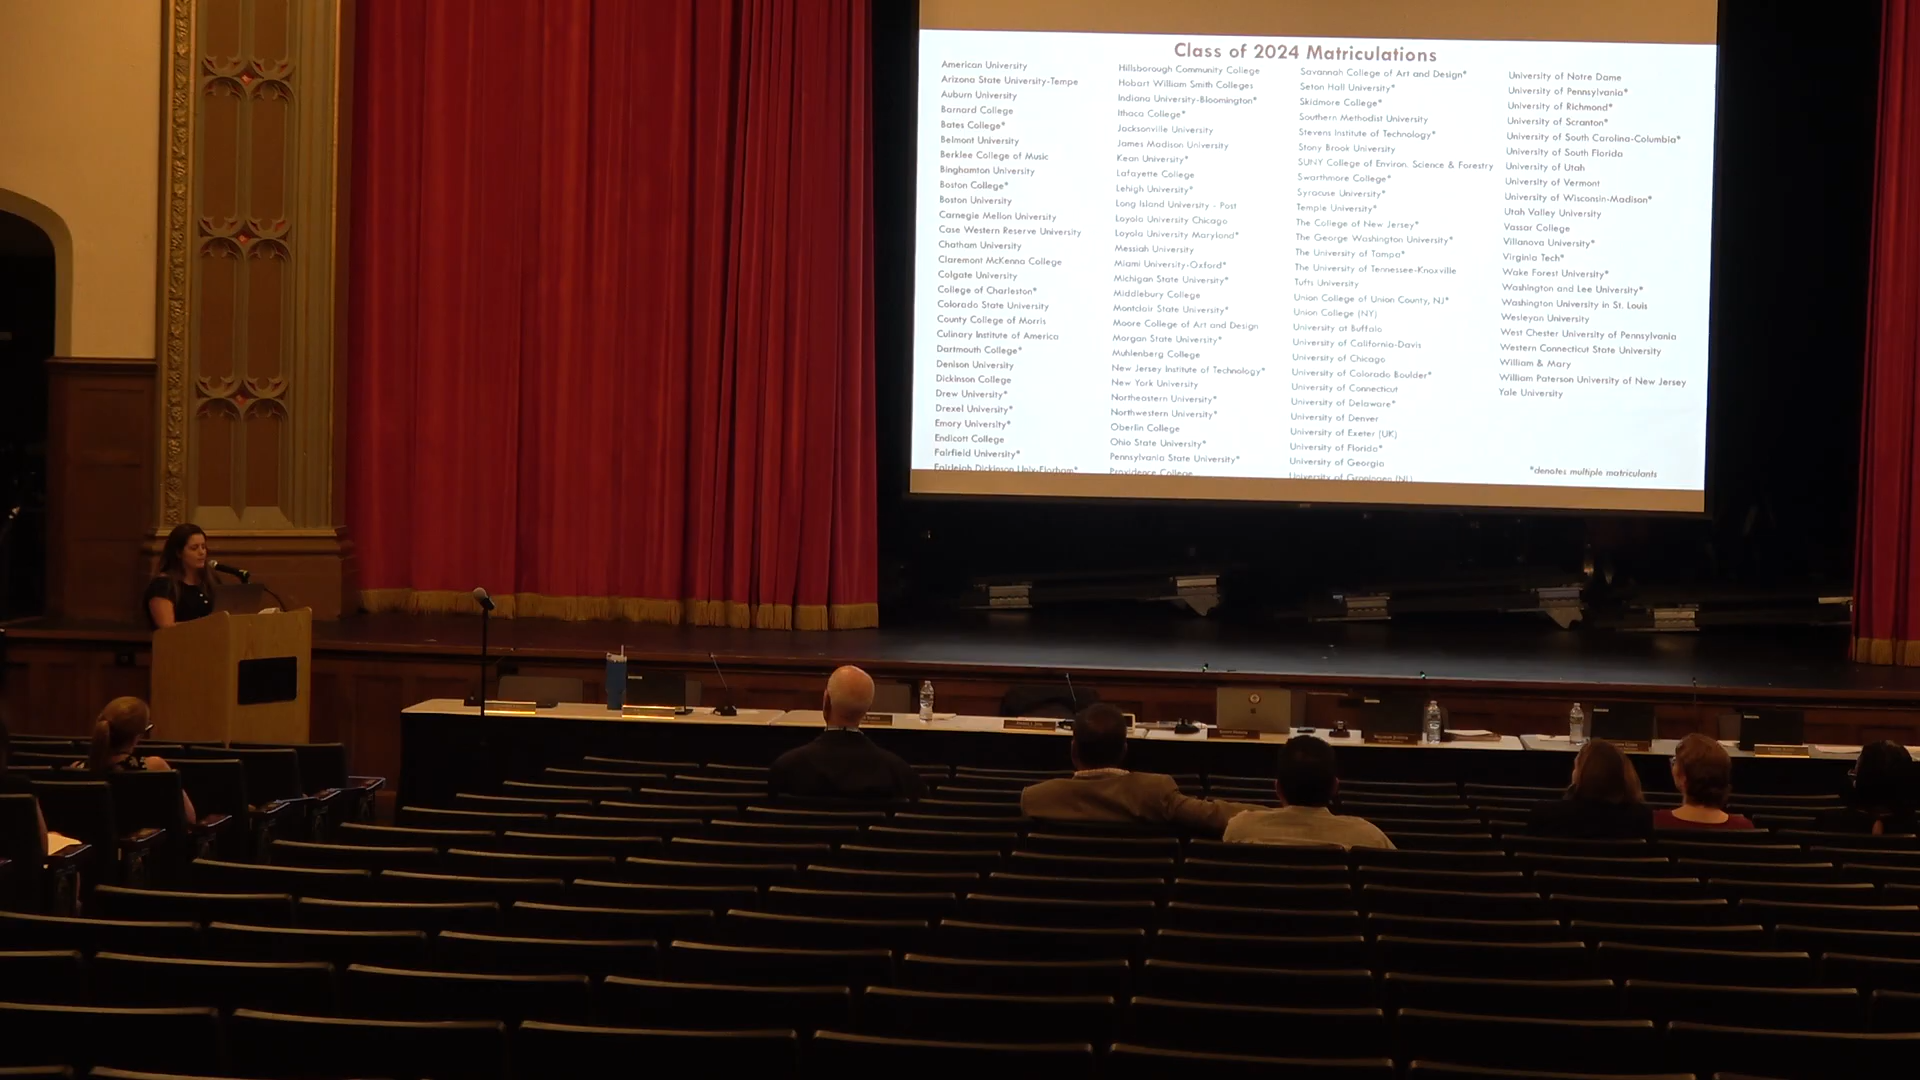 Class of 2024 Matriculations
American University
Arizona State University-Tempe
Auburn University
Barnard College
Bates College*
Belmont University
Berklee College of Music
Binghamton University
Boston College*
Boston University
Carnegie Mellon University
Case Western Reserve University
Chatham University
Claremont McKenna College
Colgate University
College of Charleston*
Colorado State University
County College of Morris
Culinary Institute of America
Dartmouth College*
Denison University
Dickinson College
Drew University*
Drexel University*
Emory University*
Endicott College
Fairfield University*
Fairleigh Dickinson Univ-Florham*
Hillsborough Community College
Hobart William Smith Colleges
Indiana University-Bloomington*
Ithaca College*
Jacksonville University
James Madison University
Kean University*
Lafayette College
Lehigh University*
Long Island University - Post
Loyola University Chicago
Loyola University Maryland*
Messiah University
Miami University-Oxford*
Michigan State University*
Middlebury College
Montclair State University*
Moore College of Art and Design
Morgan State University*
Muhlenberg College
New Jersey Institute of Technology*
New York University
Northeastern University*
Northwestern University*
Oberlin College
Ohio State University*
Pennsylvania State University*
Providence College
Savannah College of Art and Design*
Seton Hall University*
Skidmore College*
Southern Methodist University
Stevens Institute of Technology*
Stony Brook University
SUNY College of Environ. Science & Forestry
Swarthmore College*
Syracuse University*
Temple University*
The College of New Jersey*
The George Washington University*
The University of Tampa*
The University of Tennessee-Knoxville
Tufts University
Union College of Union County, NJ*
Union College (NY)
University at Buffalo
University of California-Davis
University of Chicago
University of Colorado Boulder*
University of Connecticut
University of Delaware*
University of Denver
University of Exeter (UK)
University of Florida*
University of Georgia
University of Groningen (NL)
University of Notre Dame
University of Pennsylvania*
University of Richmond*
University of Scranton*
University of South Carolina-Columbia*
University of South Florida
University of Utah
University of Vermont
University of Wisconsin-Madison*
Utah Valley University
Vassar College
Villanova University*
Virginia Tech*
Wake Forest University*
Washington and Lee University*
Washington University in St. Louis
Wesleyan University
West Chester University of Pennsylvania
Western Connecticut State University
William & Mary
William Paterson University of New Jersey
Yale University
*denotes multiple matriculants